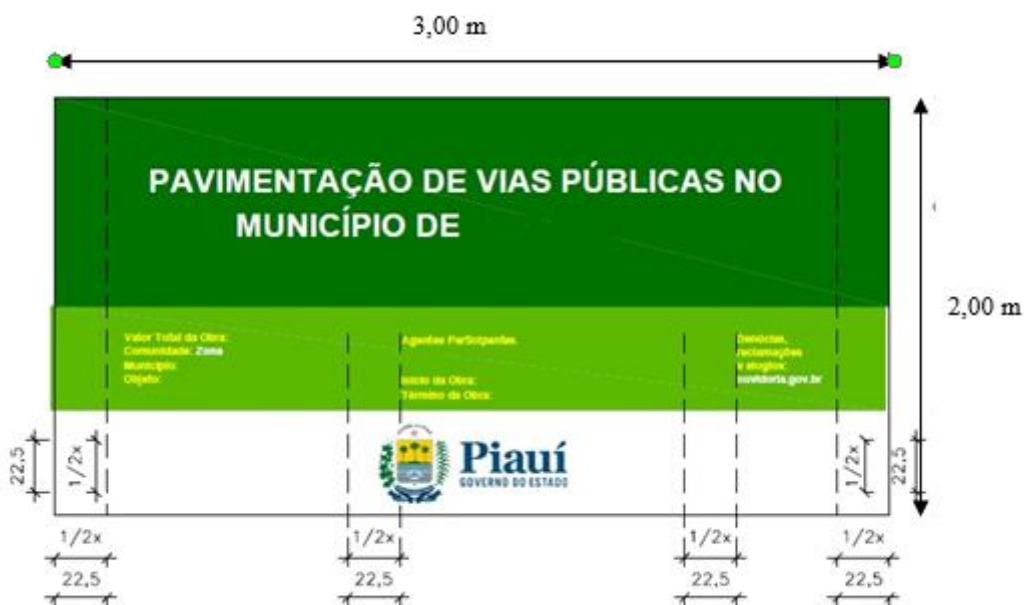 3,00 m
PAVIMENTAÇÃO DE VIAS PÚBLICAS NO
MUNICÍPIO DE
2,00 m
Valor Total da Obra:
Comunidade: Zona
Município:
Objeto:
Agentes Participantes
Início da Obra:
Término da Obra:
Denúncias,
reclamações
e elogios:
ouvidoria.gov.br
22,5
1/2x
Piauí
GOVERNO DO ESTADO
1/2x
22,5
1/2x
1/2x
1/2x
1/2x
22,5
22,5
22,5
22,5